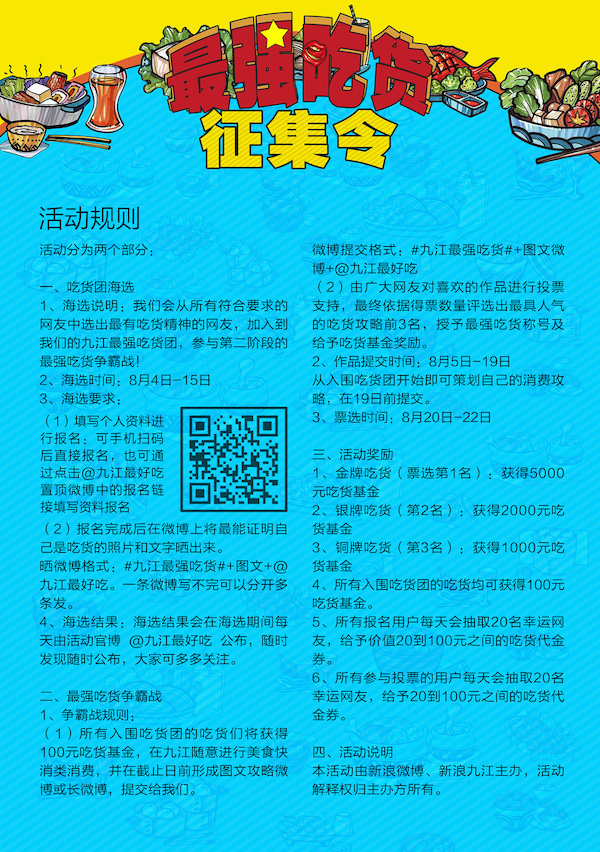 最强吃货
征集令
活动规则
活动分为两个部分：
一、吃货团海选
1、海选说明：我们会从所有符合要求的
网友中选出最有吃货精神的网友，加入到
我们的九江最强吃货团，参与第二阶段的
最强吃货争霸战！
2、海选时间：8月4日-15日
3、海选要求：
（1）填写个人资料进
行报名；可手机扫码
后直接报名，也可通
过点击@九江最好吃
置顶微博中的报名链
接填写资料报名
（2）报名完成后在微博上将最能证明自
己是吃货的照片和文字晒出来。
晒微博格式：#九江最强吃货#+图文+@
九江最好吃。一条微博写不完可以分开多
条发。
4、海选结果：海选结果会在海选期间每
天由活动官博 @九江最好吃 公布，随时
发现随时公布，大家可多多关注。
二、最强吃货争霸战
1、争霸战规则：
（1）所有入围吃货团的吃货们将获得
100元吃货基金，在九江随意进行美食快
消类消费，并在截止日前形成图文攻略微
博或长微博，提交给我们。
微博提交格式：#九江最强吃货#+图文微
博+@九江最好吃
（2）由广大网友对喜欢的作品进行投票
支持，最终依据得票数量评选出最具人气
的吃货攻略前3名，授予最强吃货称号及
给予吃货基金奖励。
2、作品提交时间：8月5日-19日
从入围吃货团开始即可策划自己的消费攻
略，在19日前提交。
3、票选时间：8月20日-22日
三、活动奖励
1、金牌吃货（票选第1名）：获得5000
元吃货基金
2、银牌吃货（第2名）：获得2000元吃
货基金
3、铜牌吃货（第3名）：获得1000元吃
货基金
4、所有入围吃货团的吃货均可获得100元
吃货基金。
5、所有报名用户每天会抽取20名幸运网
友，给予价值20到100元之间的吃货代金
券。
6、所有参与投票的用户每天会抽取20名
幸运网友，给予20到100元之间的吃货代
金券。
四、活动说明
本活动由新浪微博、新浪九江主办，活动
解释权归主办方所有。